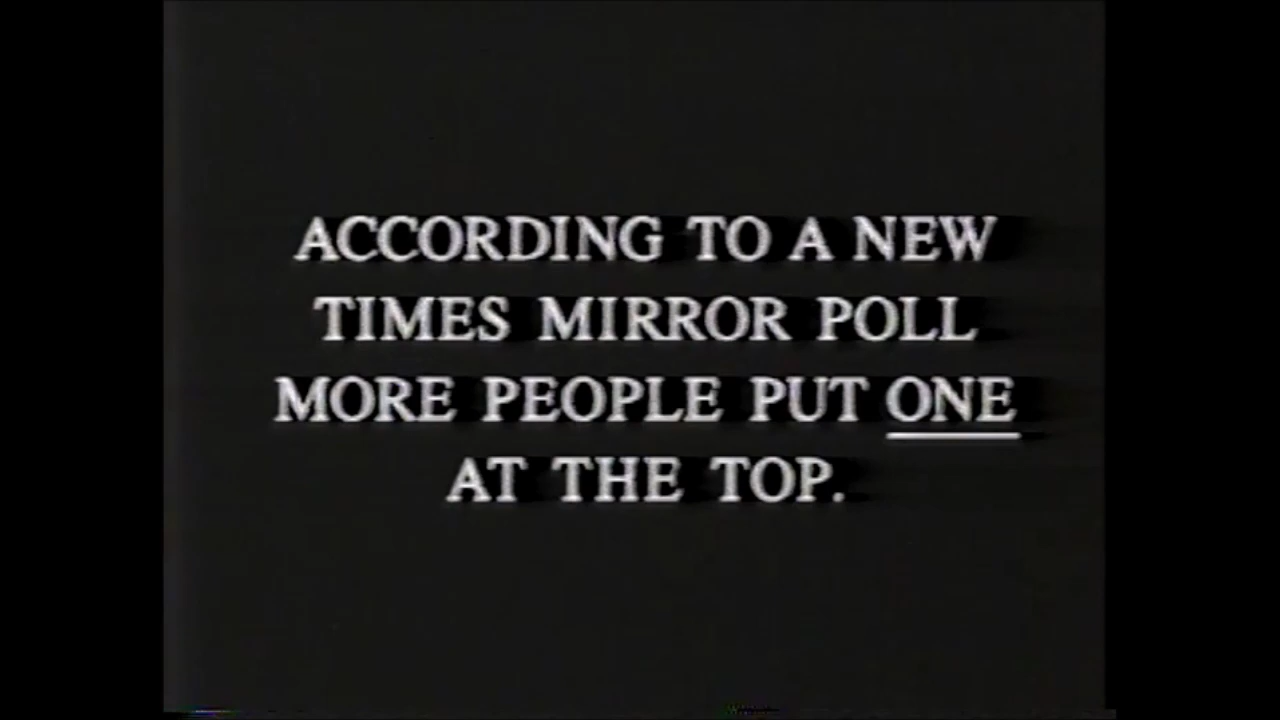 ACCORDING TO A NEW
TIMES MIRROR POLL
MORE PEOPLE PUT ONE
AT THE TOP.